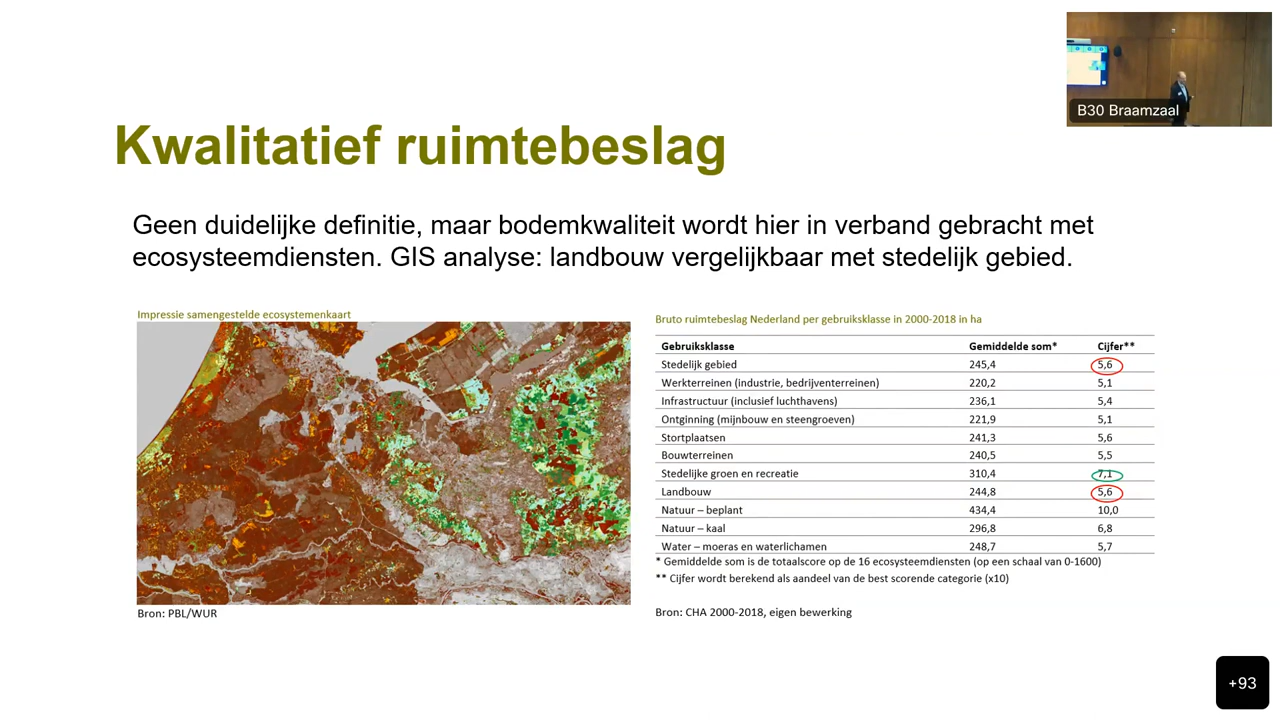 B30 Braamzaal
Kwalitatief ruimtebeslag
Geen duidelijke definitie, maar bodemkwaliteit wordt hier in verband gebracht met
ecosysteemdiensten. GIS analyse: landbouw vergelijkbaar met stedelijk gebied.
Impressie samengestelde ecosystemenkaart
Bron: PBL/WUR
Bruto ruimtebeslag Nederland per gebruiksklasse in 2000-2018 in ha
Gebruiksklasse Gemiddelde som* Cijfer**
Stedelijk gebied 245,4 5,6
Werkterreinen (industrie, bedrijventerreinen) 220,2 5,1
Infrastructuur (inclusief luchthavens) 236,1 5,4
Ontginning (mijnbouw en steengroeven) 221,9 5,1
Stortplaatsen 241,3 5,6
Bouwterreinen 240,5 5,5
Stedelijke groen en recreatie 310,4 7,1
Landbouw 244,8 5,6
Natuur – beplant 434,4 10,0
Natuur – kaal 296,8 6,8
Water – moeras en waterlichamen 248,7 5,7
* Gemiddelde som is de totaalscore op de 16 ecosysteemdiensten (op een schaal van 0-1600)
** Cijfer wordt berekend als aandeel van de best scorende categorie (x10)
Bron: CHA 2000-2018, eigen bewerking
+93